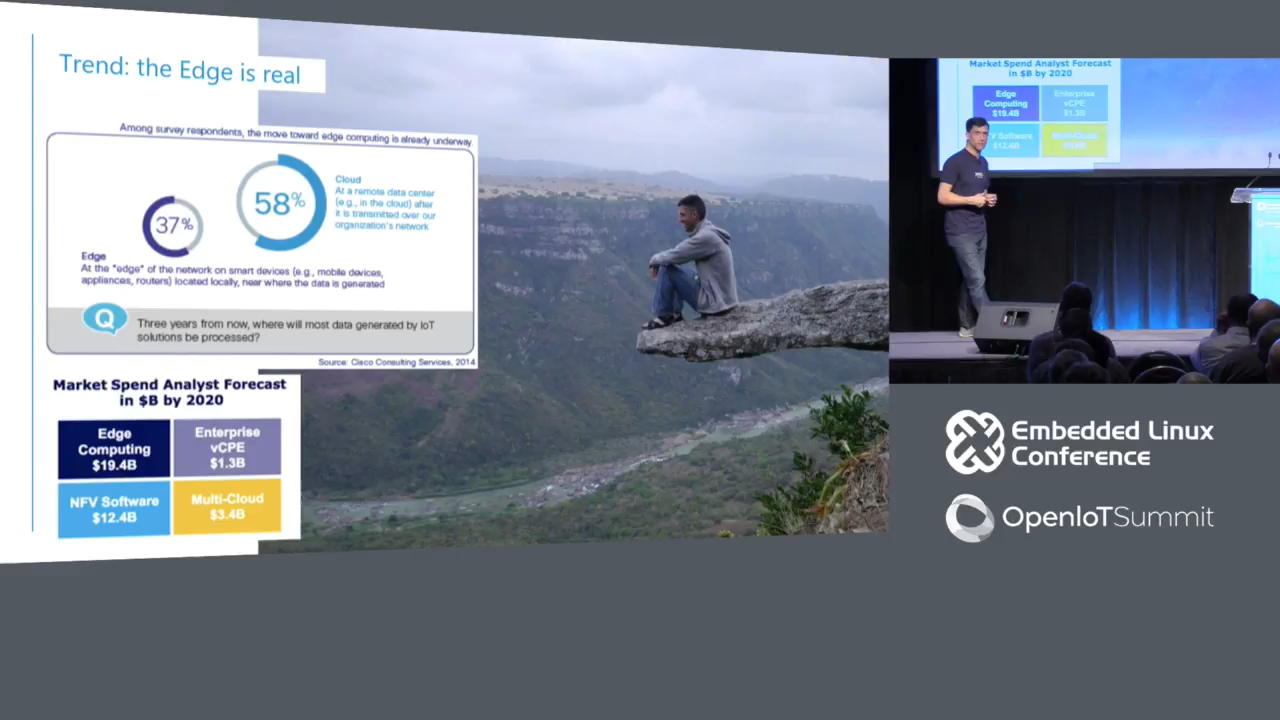 Trend: the Edge is real
Among survey respondents, the move toward edge computing is already underway.
37%
58%
Cloud
At a remote data center
(e.g., in the cloud) after
it is transmitted over our
organization's network
Edge
At the "edge" of the network on smart devices (e.g., mobile devices,
appliances, routers) located locally, near where the data is generated
Q
Three years from now, where will most data generated by IoT
solutions be processed?
Source: Cisco Consulting Services, 2014
Market Spend Analyst Forecast
in $B by 2020
Edge
Computing
$19.4B
Enterprise
vCPE
$1.3B
NFV Software
$12.4B
Multi-Cloud
$3.4B
Market Spend Analyst Forecast
in $B by 2020
Edge
Computing
$19.4B
Enterprise
vCPE
$1.3B
Software
$12.4B
Multi-Cloud
Embedded Linux
Conference
OpenIoTSummit